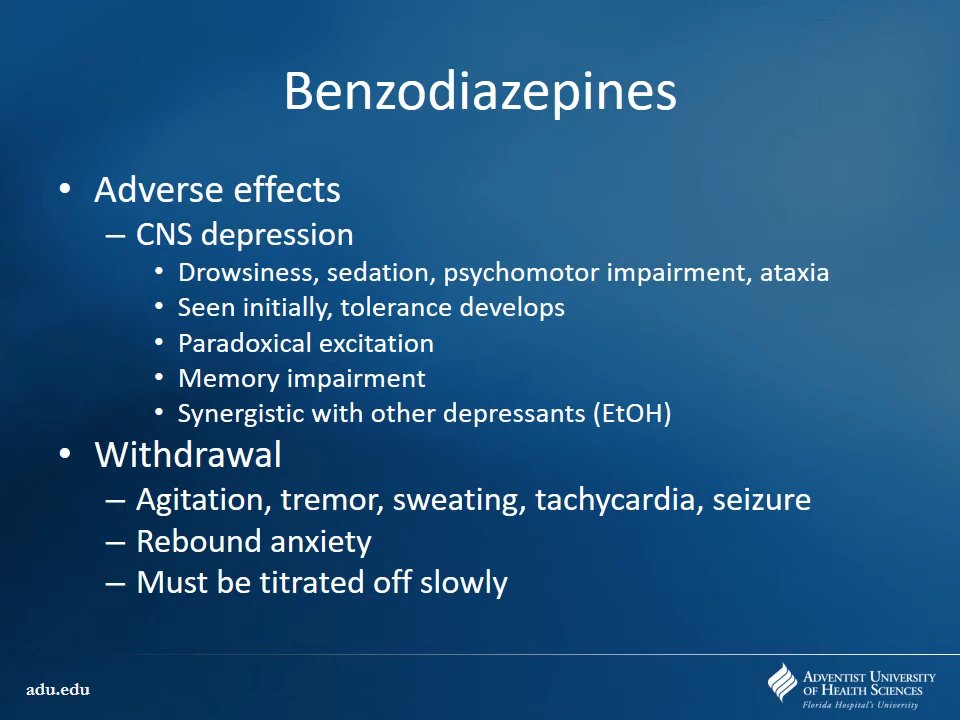 Benzodiazepines
• Adverse effects
– CNS depression
• Drowsiness, sedation, psychomotor impairment, ataxia
• Seen initially, tolerance develops
• Paradoxical excitation
• Memory impairment
• Synergistic with other depressants (EtOH)
• Withdrawal
– Agitation, tremor, sweating, tachycardia, seizure
– Rebound anxiety
– Must be titrated off slowly
adu.edu
Adventist University
of Health Sciences
Florida Hospital's University